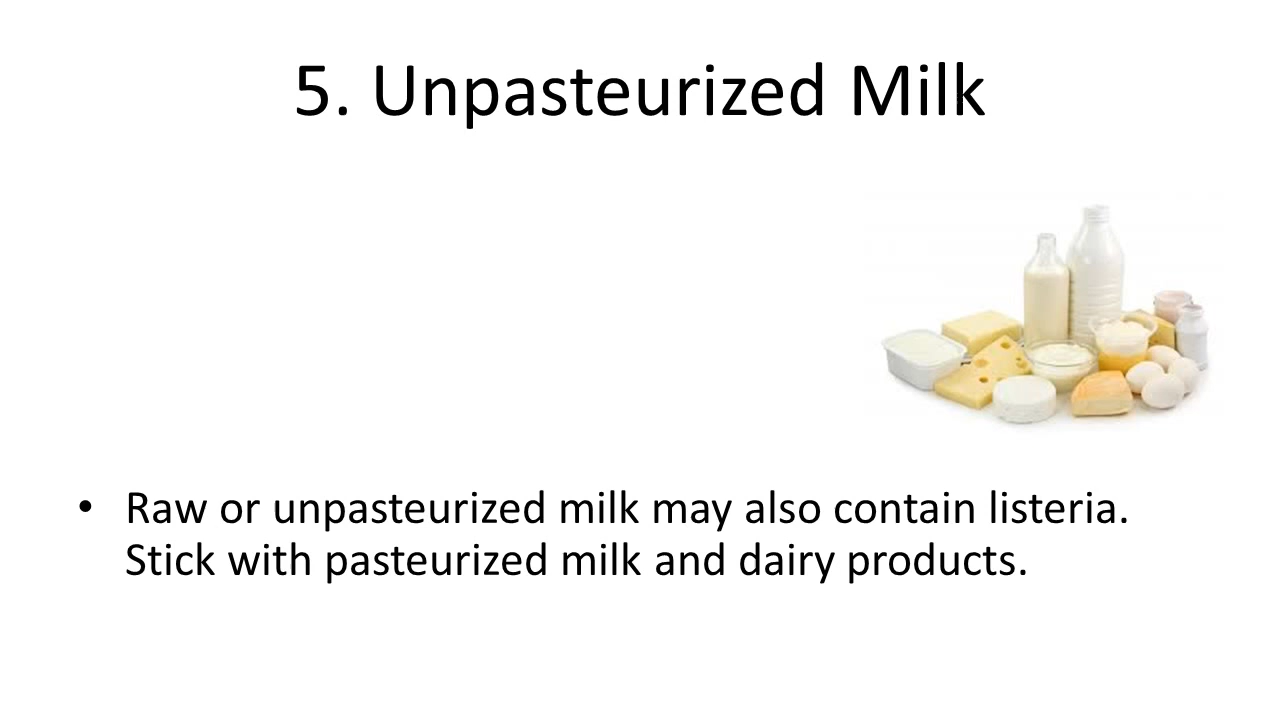 5. Unpasteurized Milk
• Raw or unpasteurized milk may also contain listeria.
Stick with pasteurized milk and dairy products.